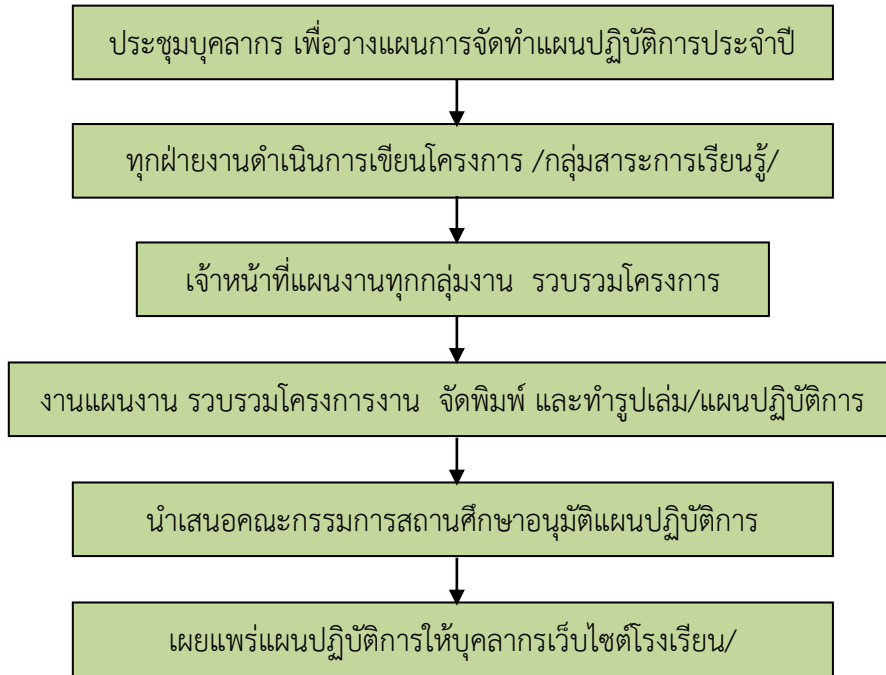 ประชุมบุคลากร เพื่อวางแผนการจัดทำแผนปฏิบัติการประจำปี
ทุกฝ่ายงานดำเนินการเขียนโครงการ /กลุ่มสาระการเรียนรู้/
เจ้าหน้าที่แผนงานทุกกลุ่มงาน รวบรวมโครงการ
งานแผนงาน รวบรวมโครงการงาน จัดพิมพ์ และทำรูปเล่ม/แผนปฏิบัติการ
นำเสนอคณะกรรมการสถานศึกษาอนุมัติแผนปฏิบัติการ
เผยแพร่แผนปฏิบัติการให้บุคลากรเว็บไซต์โรงเรียน/